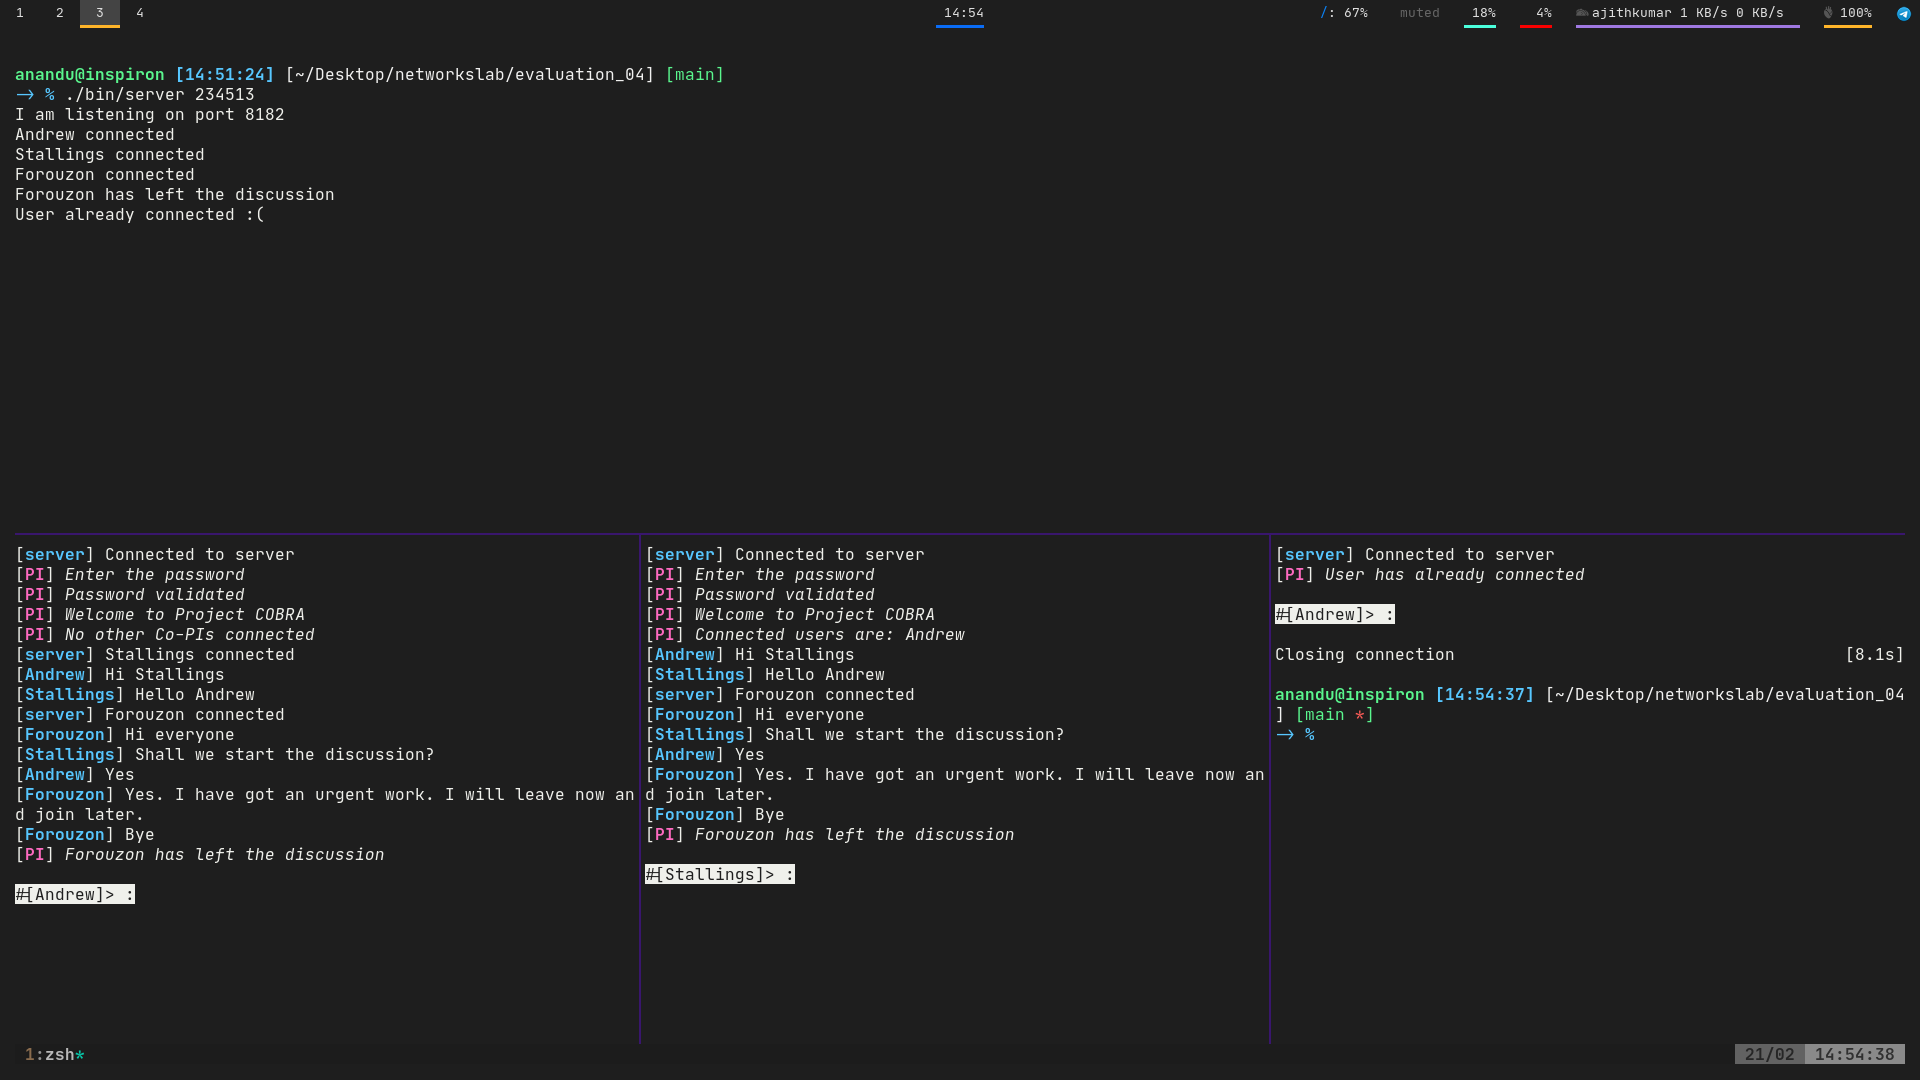 1 2 3 4 14:54 /: 67% muted 18% 4% ajithkumar 1 KB/s 0 KB/s 100%
anandu@inspiron [14:51:24] [~/Desktop/networkslab/evaluation_04] [main]
—> % ./bin/server 234513
I am listening on port 8182
Andrew connected
Stallings connected
Forouzon connected
Forouzon has left the discussion
User already connected :(
[server] Connected to server
[PI] Enter the password
[PI] Password validated
[PI] Welcome to Project COBRA
[PI] No other Co-PIs connected
[server] Stallings connected
[Andrew] Hi Stallings
[Stallings] Hello Andrew
[server] Forouzon connected
[Forouzon] Hi everyone
[Stallings] Shall we start the discussion?
[Andrew] Yes
[Forouzon] Yes. I have got an urgent work. I will leave now an
d join later.
[Forouzon] Bye
[PI] Forouzon has left the discussion
#[Andrew]> :
[server] Connected to server
[PI] Enter the password
[PI] Password validated
[PI] Welcome to Project COBRA
[PI] Connected users are: Andrew
[Andrew] Hi Stallings
[Stallings] Hello Andrew
[server] Forouzon connected
[Forouzon] Hi everyone
[Stallings] Shall we start the discussion?
[Andrew] Yes
[Forouzon] Yes. I have got an urgent work. I will leave now an
d join later.
[Forouzon] Bye
[PI] Forouzon has left the discussion
#[Stallings]> :
[server] Connected to server
[PI] User has already connected
#[Andrew]> :
Closing connection [8.1s]
anandu@inspiron [14:54:37] [~/Desktop/networkslab/evaluation_04
] [main *]
—> %
1:zsh* 21/02 14:54:38